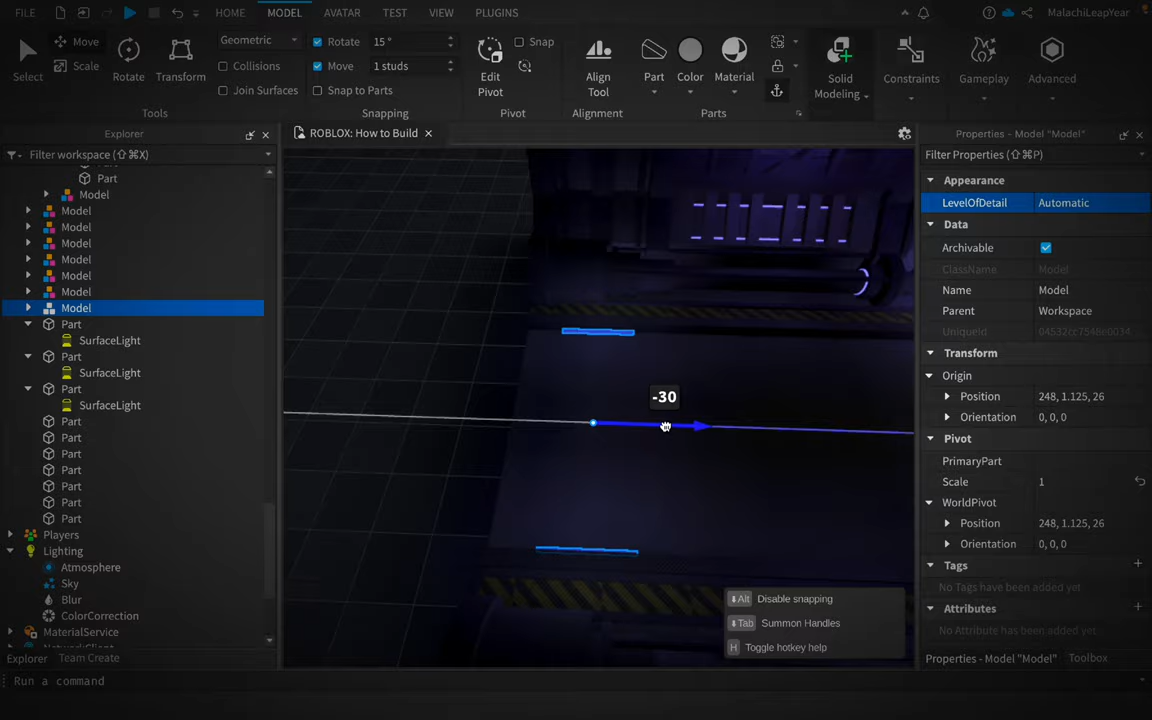 FILE HOME MODEL AVATAR TEST VIEW PLUGINS MalachiLeapYear
Select Move Scale Rotate Transform
Tools
Geometric
Collisions
Join Surfaces
Rotate 15 °
Move 1 studs
Snap to Parts
Snapping
Edit Pivot
Snap
Pivot
Align Tool
Alignment
Part Color Material
Parts
Solid Modeling
Constraints
Gameplay
Advanced
Explorer
ROBLOX: How to Build
Properties - Model "Model"
Filter workspace (⇧⌘X)
Filter Properties (⇧⌘P)
Part
Model
Model
Model
Model
Model
Model
Model
Model
Part
SurfaceLight
Part
SurfaceLight
Part
SurfaceLight
Part
Part
Part
Part
Part
Part
Part
Players
Lighting
Atmosphere
Sky
Blur
ColorCorrection
MaterialService
Explorer Team Create
-30
Alt Disable snapping
Tab Summon Handles
H Toggle hotkey help
Appearance
LevelOfDetail Automatic
Data
Archivable
ClassName Model
Name Model
Parent Workspace
UniqueId 04532cc7548e0034...
Transform
Origin
Position 248, 1.125, 26
Orientation 0, 0, 0
Pivot
PrimaryPart
Scale 1
WorldPivot
Position 248, 1.125, 26
Orientation 0, 0, 0
Tags
No Tags have been added yet
Attributes
No Attribute has been added yet
Properties - Model "Model" Toolbox
Run a command